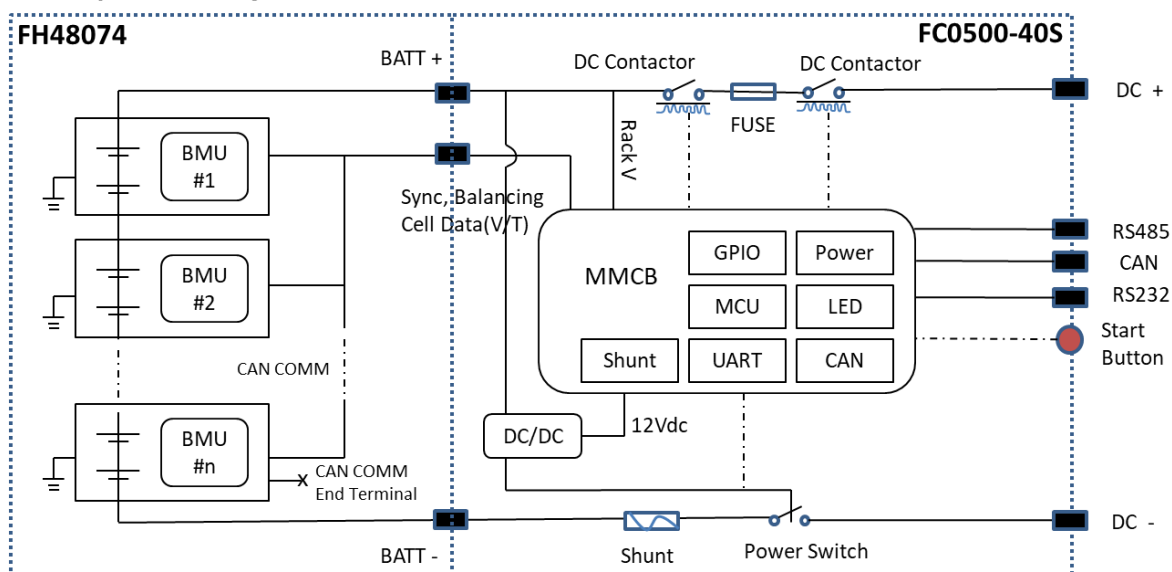 FH48074
FC0500-40S
BATT +
DC Contactor
DC Contactor
DC +
FUSE
Rack V
BMU
#1
Sync, Balancing
Cell Data(V/T)
RS485
GPIO
Power
BMU
#2
MMCB
CAN
RS232
MCU
LED
Start
Button
CAN COMM
Shunt
UART
CAN
BMU
#n
DC/DC
12Vdc
CAN COMM
End Terminal
BATT -
Shunt
Power Switch
DC -